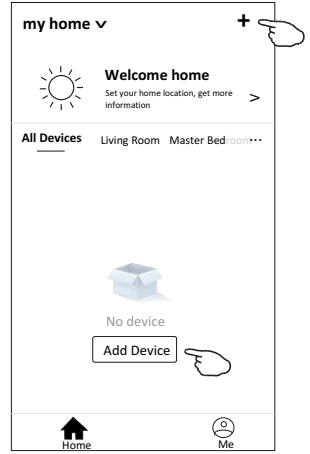 my home
+
Welcome home
Set your home location, get more
information
>
All Devices Living Room Master Bedroom ...
No device
Add Device
Home
Me